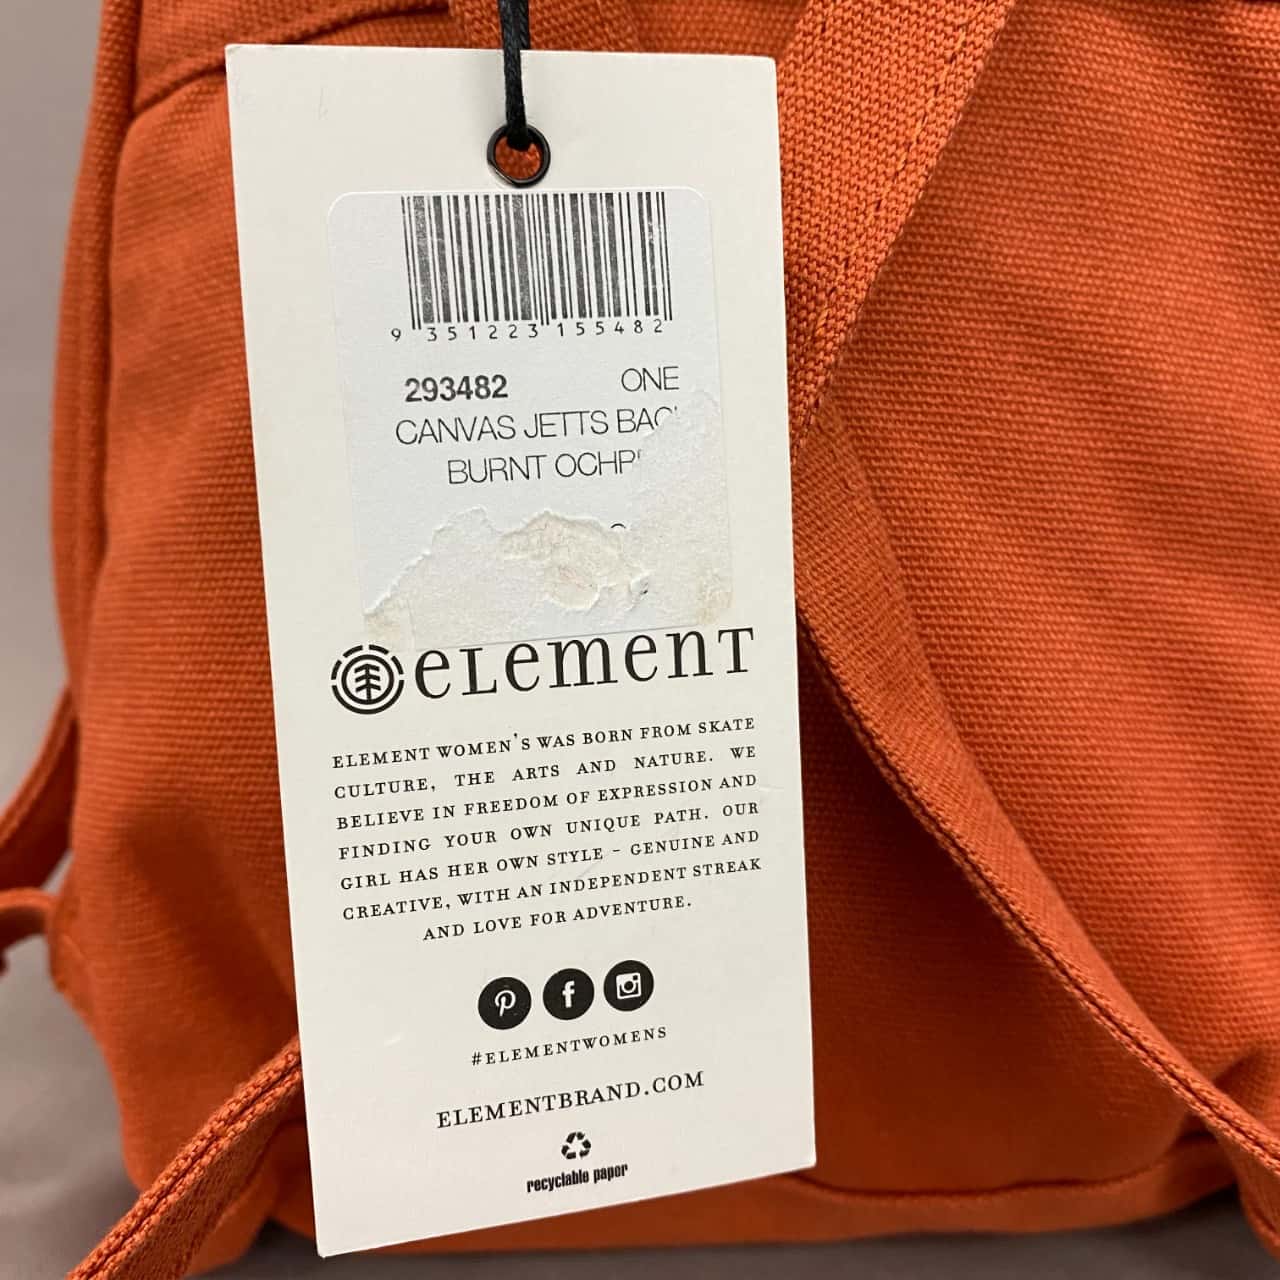 9 351223 155482
293482 ONE
CANVAS JETTS
BURNT
ELEMENT
ELEMENT WOMEN'S WAS BORN FROM SKATE
CULTURE, THE ARTS AND NATURE. WE
BELIEVE IN FREEDOM OF EXPRESSION AND
FINDING YOUR OWN UNIQUE PATH. OUR
GIRL HAS HER OWN STYLE - GENUINE AND
CREATIVE, WITH AN INDEPENDENT STREAK
AND LOVE FOR ADVENTURE.
#ELEMENTWOMENS
ELEMENTBRAND.COM
recyclable paper